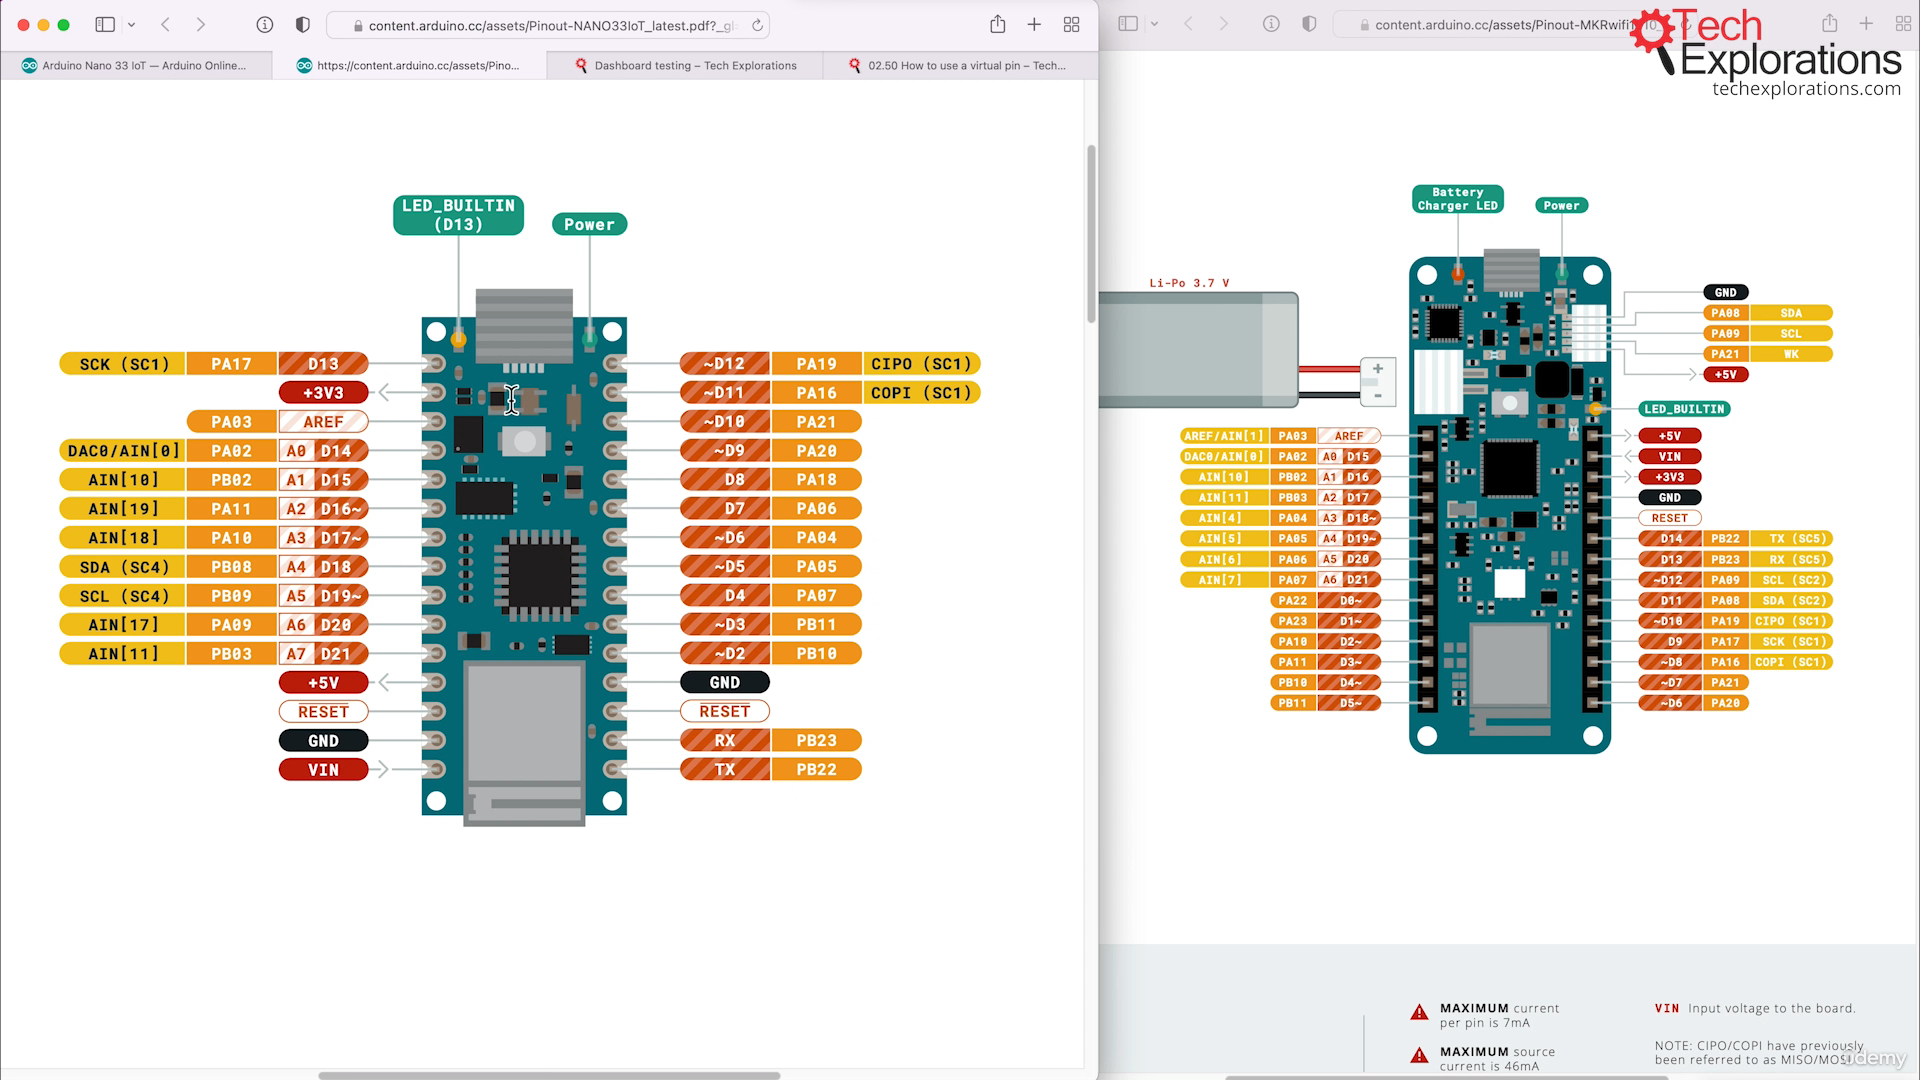 content.arduino.cc/assets/Pinout-NANO33IoT_latest.pdf?_gl
content.arduino.cc/assets/Pinout-MKRwifi1010_
Tech
Explorations
techexplorations.com
Arduino Nano 33 IoT — Arduino Online...
https://content.arduino.cc/assets/Pino...
Dashboard testing – Tech Explorations
02.50 How to use a virtual pin – Tech...
LED_BUILTIN
(D13)
Power
SCK (SC1) PA17 D13
+3V3
PA03 AREF
DAC0/AIN[0] PA02 A0 D14
AIN[10] PB02 A1 D15
AIN[19] PA11 A2 D16~
AIN[18] PA10 A3 D17~
SDA (SC4) PB08 A4 D18
SCL (SC4) PB09 A5 D19~
AIN[17] PA09 A6 D20
AIN[11] PB03 A7 D21
+5V
RESET
GND
VIN
~D12 PA19 CIPO (SC1)
~D11 PA16 COPI (SC1)
~D10 PA21
~D9 PA20
D8 PA18
D7 PA06
~D6 PA04
~D5 PA05
D4 PA07
~D3 PB11
~D2 PB10
GND
RESET
RX PB23
TX PB22
Battery
Charger LED
Power
Li-Po 3.7 V
+
-
GND
PA08 SDA
PA09 SCL
PA21 WK
+5V
LED_BUILTIN
AREF/AIN[1] PA03 AREF
DAC0/AIN[0] PA02 A0 D15
AIN[10] PB02 A1 D16
AIN[11] PB03 A2 D17
AIN[4] PA04 A3 D18~
AIN[5] PA05 A4 D19~
AIN[6] PA06 A5 D20
AIN[7] PA07 A6 D21
PA22 D0~
PA23 D1~
PA10 D2~
PA11 D3~
PB10 D4~
PB11 D5~
+5V
VIN
+3V3
GND
RESET
D14 PB22 TX (SC5)
D13 PB23 RX (SC5)
~D12 PA09 SCL (SC2)
D11 PA08 SDA (SC2)
~D10 PA19 CIPO (SC1)
D9 PA17 SCK (SC1)
~D8 PA16 COPI (SC1)
~D7 PA21
~D6 PA20
MAXIMUM current
per pin is 7mA
MAXIMUM source
current is 46mA
VIN Input voltage to the board.
NOTE: CIPO/COPI have previously
been referred to as MISO/MOSI
Udemy